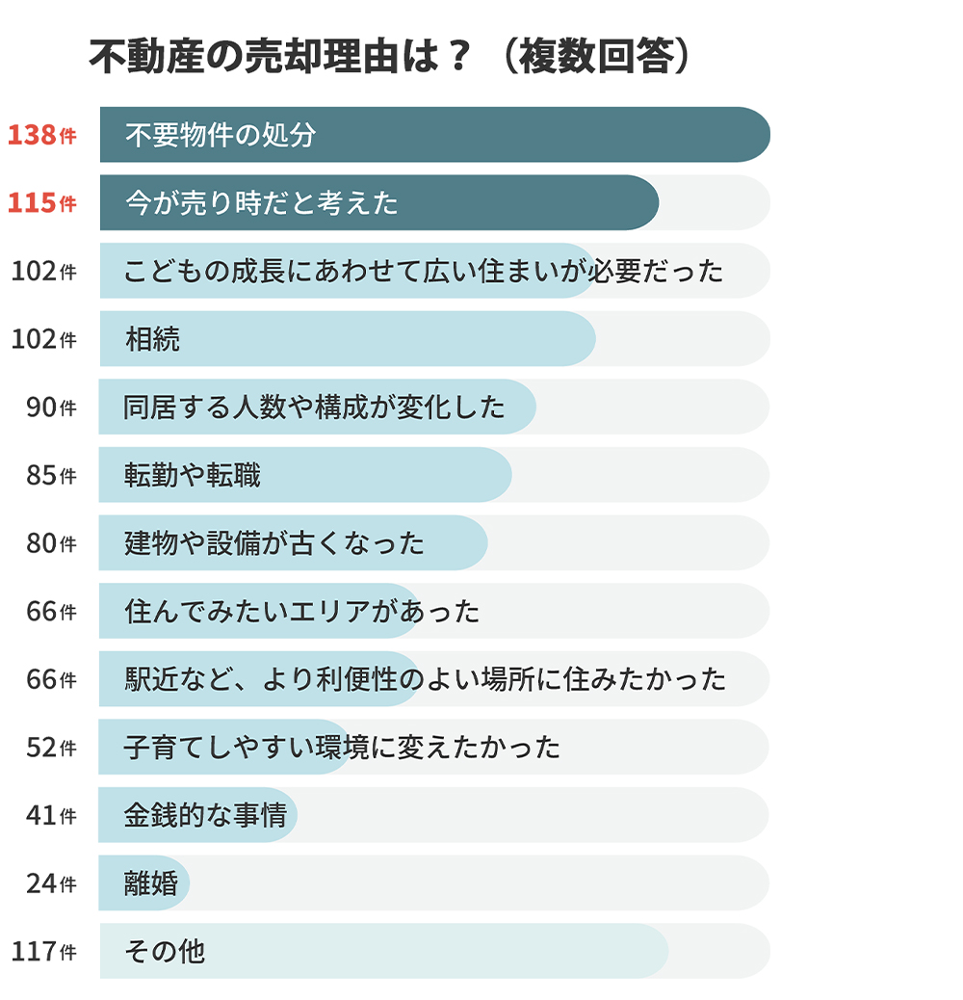 不動産の売却理由は？（複数回答）
138件 不要物件の処分
115件 今が売り時だと考えた
102件 こどもの成長にあわせて広い住まいが必要だった
102件 相続
90件 同居する人数や構成が変化した
85件 転勤や転職
80件 建物や設備が古くなった
66件 住んでみたいエリアがあった
66件 駅近など、より利便性のよい場所に住みたかった
52件 子育てしやすい環境に変えたかった
41件 金銭的な事情
24件 離婚
117件 その他